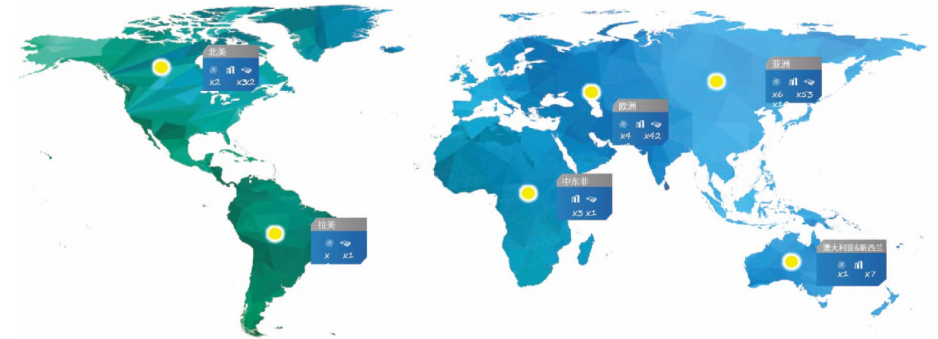 北美
x2 x32
亚洲
x6 x53
x1
欧洲
x4 x42
中东非
x3 x1
拉美
x x1
澳大利亚&新西兰
x1 x7